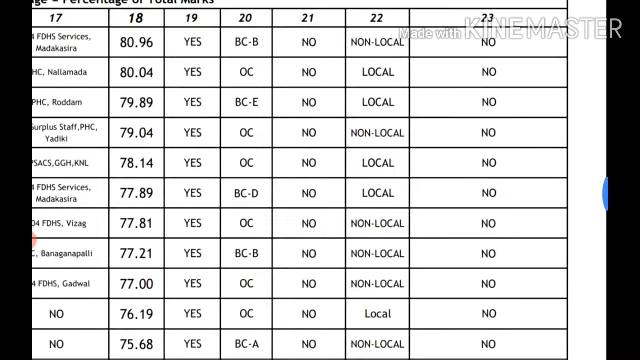 ge = Percentage of Total Marks
17 18 19 20 21 22 23
4 FDHS Services,
Madakasira 80.96 YES BC-B NO NON-LOCAL NO
HC, Nallamada 80.04 YES OC NO LOCAL NO
PHC, Roddam 79.89 YES BC-E NO LOCAL NO
Surplus Staff,PHC,
Yadiki 79.04 YES OC NO NON-LOCAL NO
PSACS,GGH,KNL 78.14 YES OC NO LOCAL NO
4 FDHS Services,
Madakasira 77.89 YES BC-D NO LOCAL NO
04 FDHS, Vizag 77.81 YES OC NO NON-LOCAL NO
C, Banaganapalli 77.21 YES BC-B NO NON-LOCAL NO
4 FDHS, Gadwal 77.00 YES OC NO NON-LOCAL NO
NO 76.19 YES OC NO Local NO
NO 75.68 YES BC-A NO NON-LOCAL NO
Made with KINEMASTER